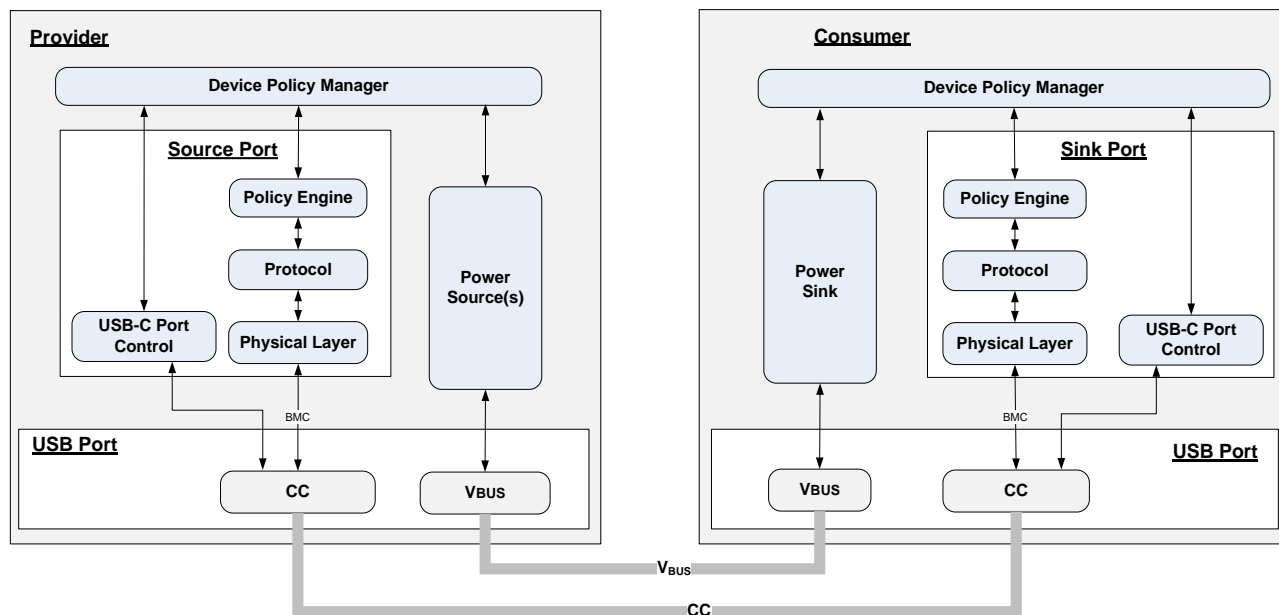 Provider
Device Policy Manager
Source Port
Policy Engine
Protocol
Power
Source(s)
USB-C Port
Control
Physical Layer
BMC
USB Port
CC
VBUS
Consumer
Device Policy Manager
Sink Port
Policy Engine
Power
Sink
Protocol
Physical Layer
USB-C Port
Control
BMC
USB Port
VBUS
CC
VBUS
CC